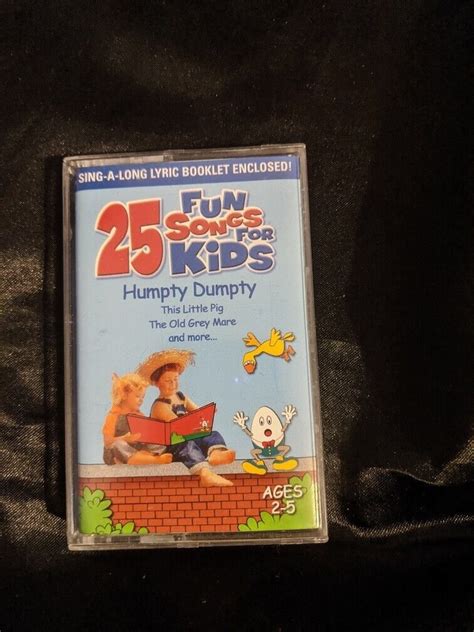 SING-A-LONG LYRIC BOOKLET ENCLOSED!
25 FUN
SONGS FOR
KiDS
Humpty Dumpty
This Little Pig
The Old Grey Mare
and more...
AGES
2-5